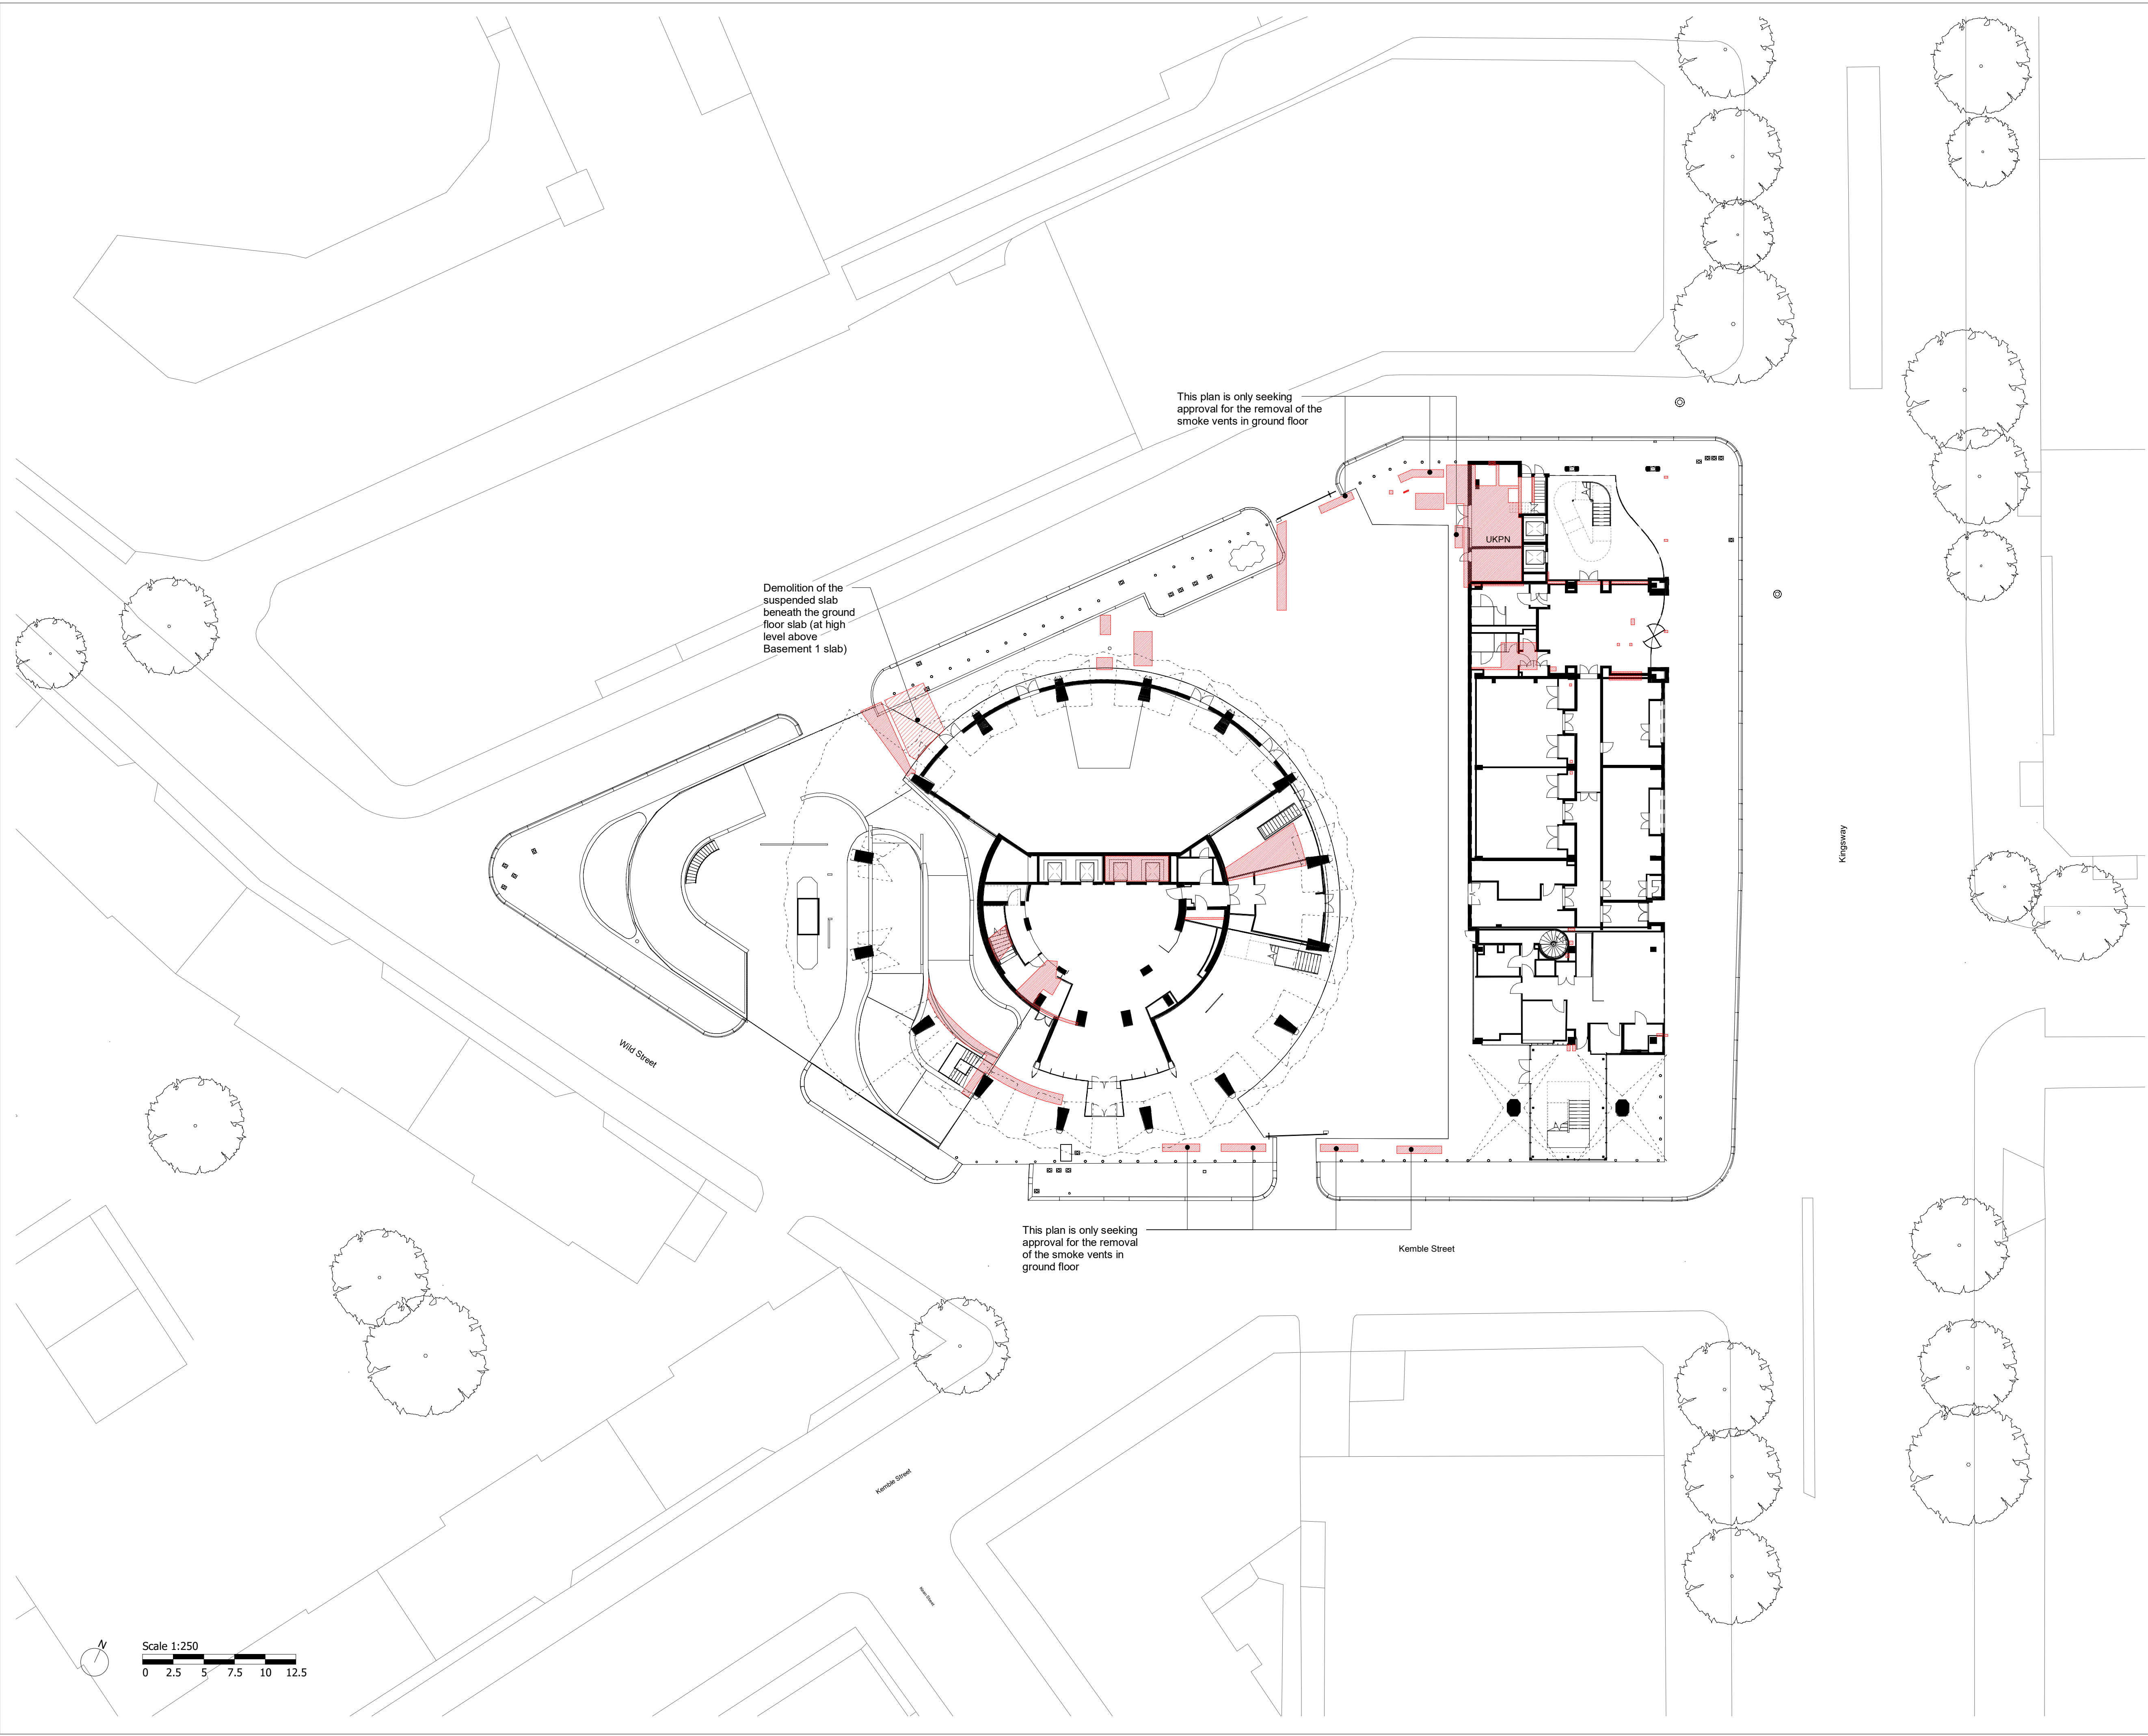 This plan is only seeking
approval for the removal of the
smoke vents in ground floor
UKPN
Demolition of the
suspended slab
beneath the ground
floor slab (at high
level above
Basement 1 slab)
Kingsway
Wild Street
This plan is only seeking
approval for the removal
of the smoke vents in
ground floor
Kemble Street
Kemble Street
N
Scale 1:250
0 2.5 5 7.5 10 12.5